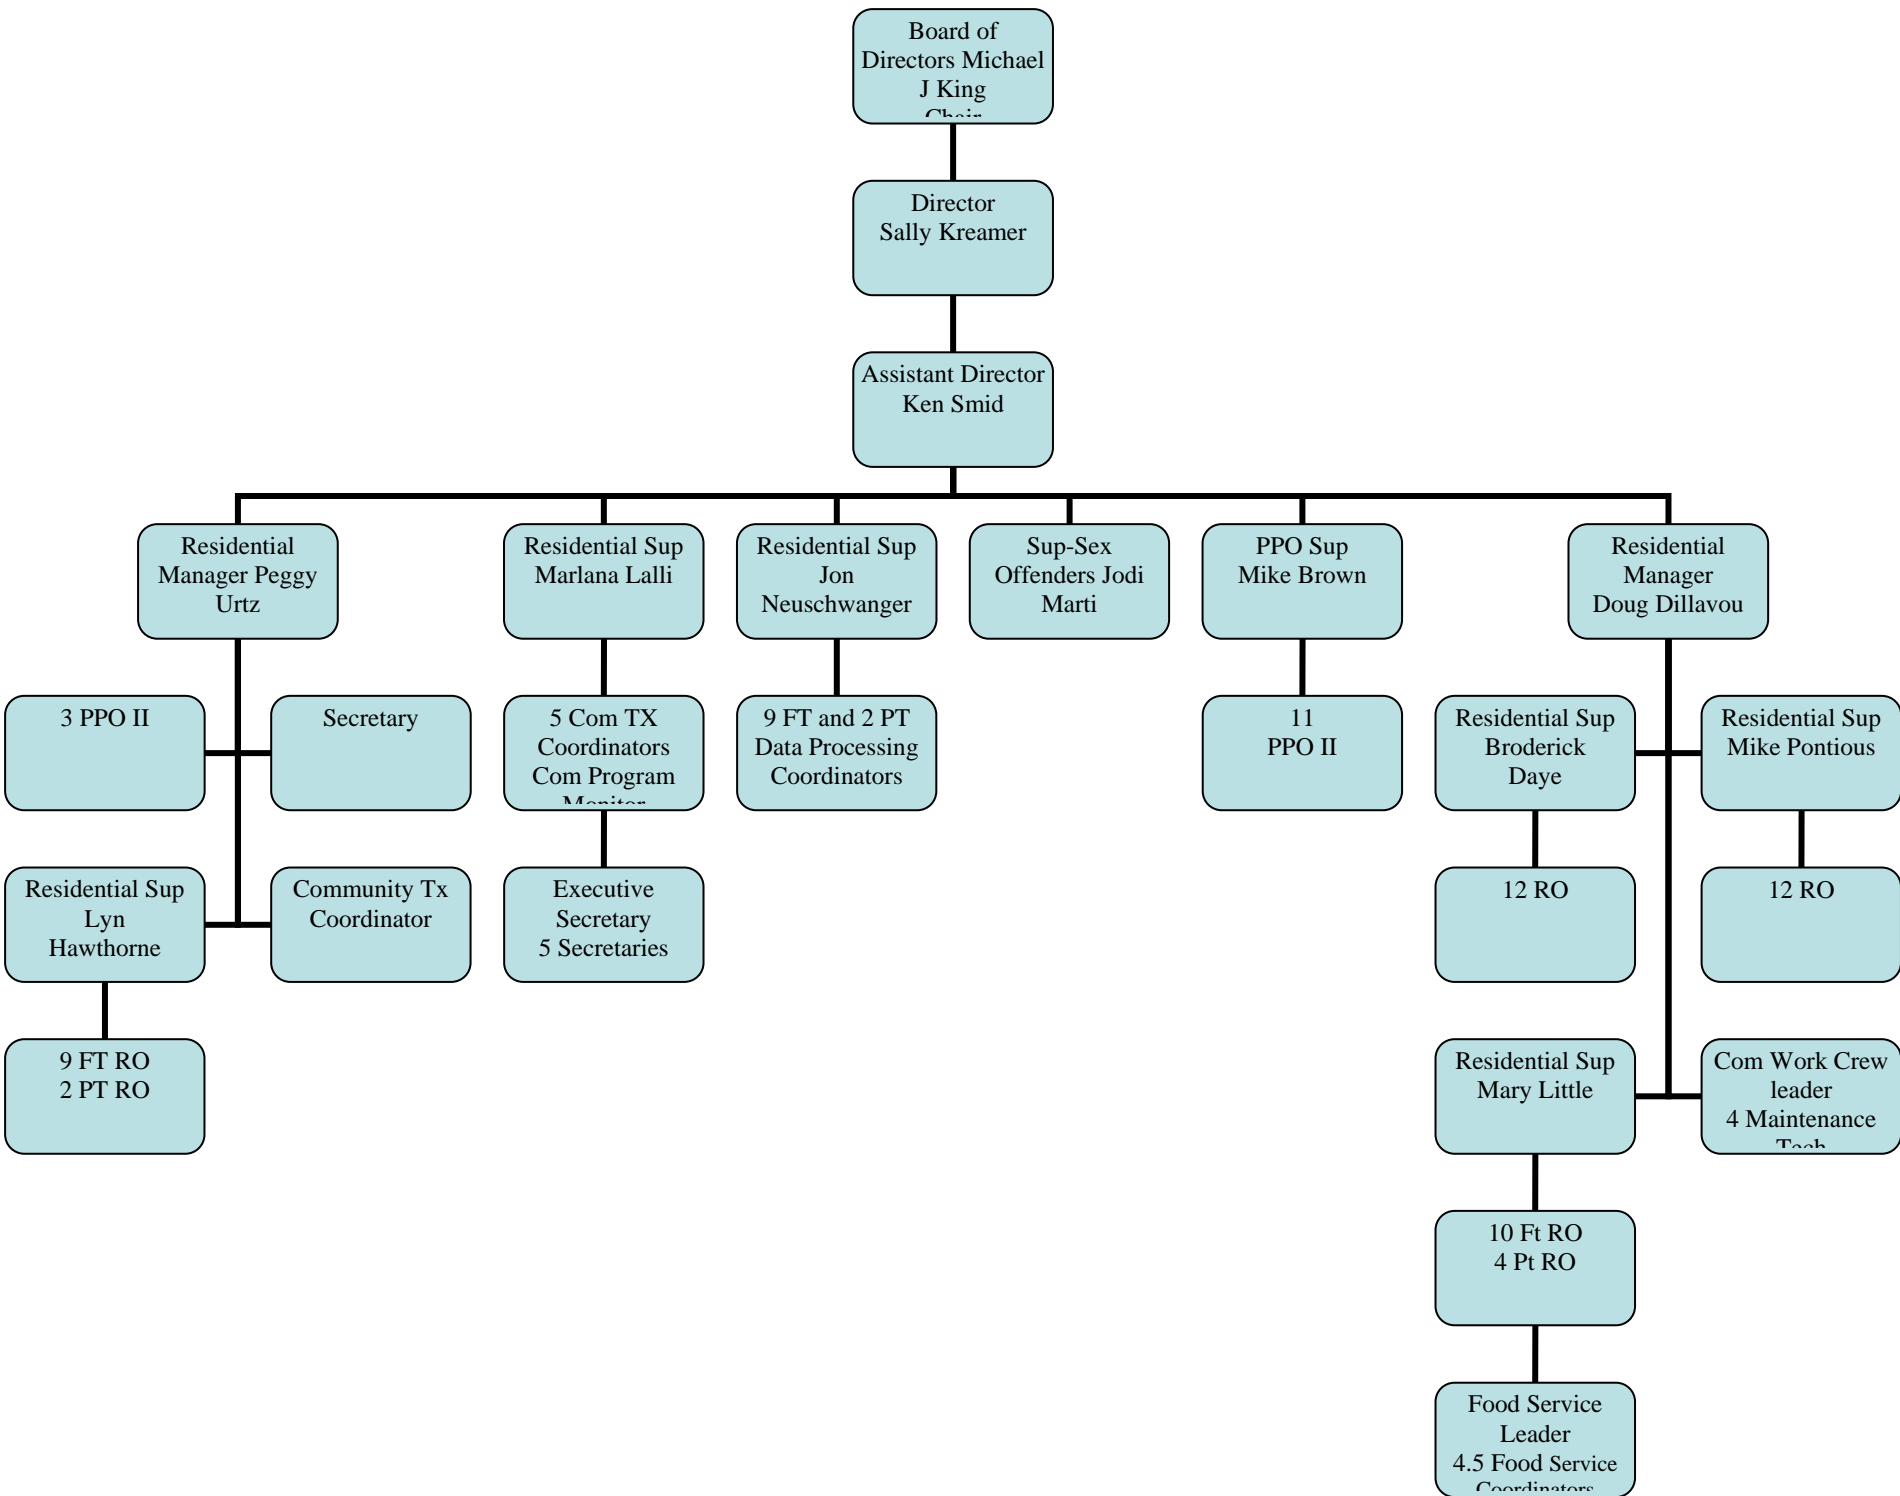 Board of
Directors Michael
J King
Chair
Director
Sally Kreamer
Assistant Director
Ken Smid
Residential
Manager Peggy
Urtz
Residential Sup
Marlana Lalli
Residential Sup
Jon
Neuschwanger
Sup-Sex
Offenders Jodi
Marti
PPO Sup
Mike Brown
Residential
Manager
Doug Dillavou
3 PPO II
Secretary
5 Com TX
Coordinators
Com Program
Monitor
9 FT and 2 PT
Data Processing
Coordinators
11
PPO II
Residential Sup
Broderick
Daye
Residential Sup
Mike Pontious
Residential Sup
Lyn
Hawthorne
Community Tx
Coordinator
Executive
Secretary
5 Secretaries
12 RO
12 RO
9 FT RO
2 PT RO
Residential Sup
Mary Little
Com Work Crew
leader
4 Maintenance
Tech
10 Ft RO
4 Pt RO
Food Service
Leader
4.5 Food Service
Coordinators